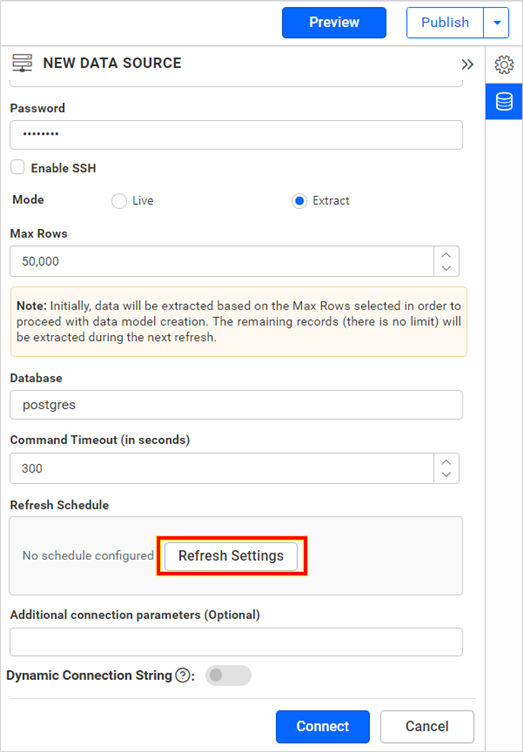 Preview
Publish
NEW DATA SOURCE
Password
••••••••
Enable SSH
Mode
Live
Extract
Max Rows
50,000
Note: Initially, data will be extracted based on the Max Rows selected in order to
proceed with data model creation. The remaining records (there is no limit) will
be extracted during the next refresh.
Database
postgres
Command Timeout (in seconds)
300
Refresh Schedule
No schedule configured
Refresh Settings
Additional connection parameters (Optional)
Dynamic Connection String ? :
Connect
Cancel